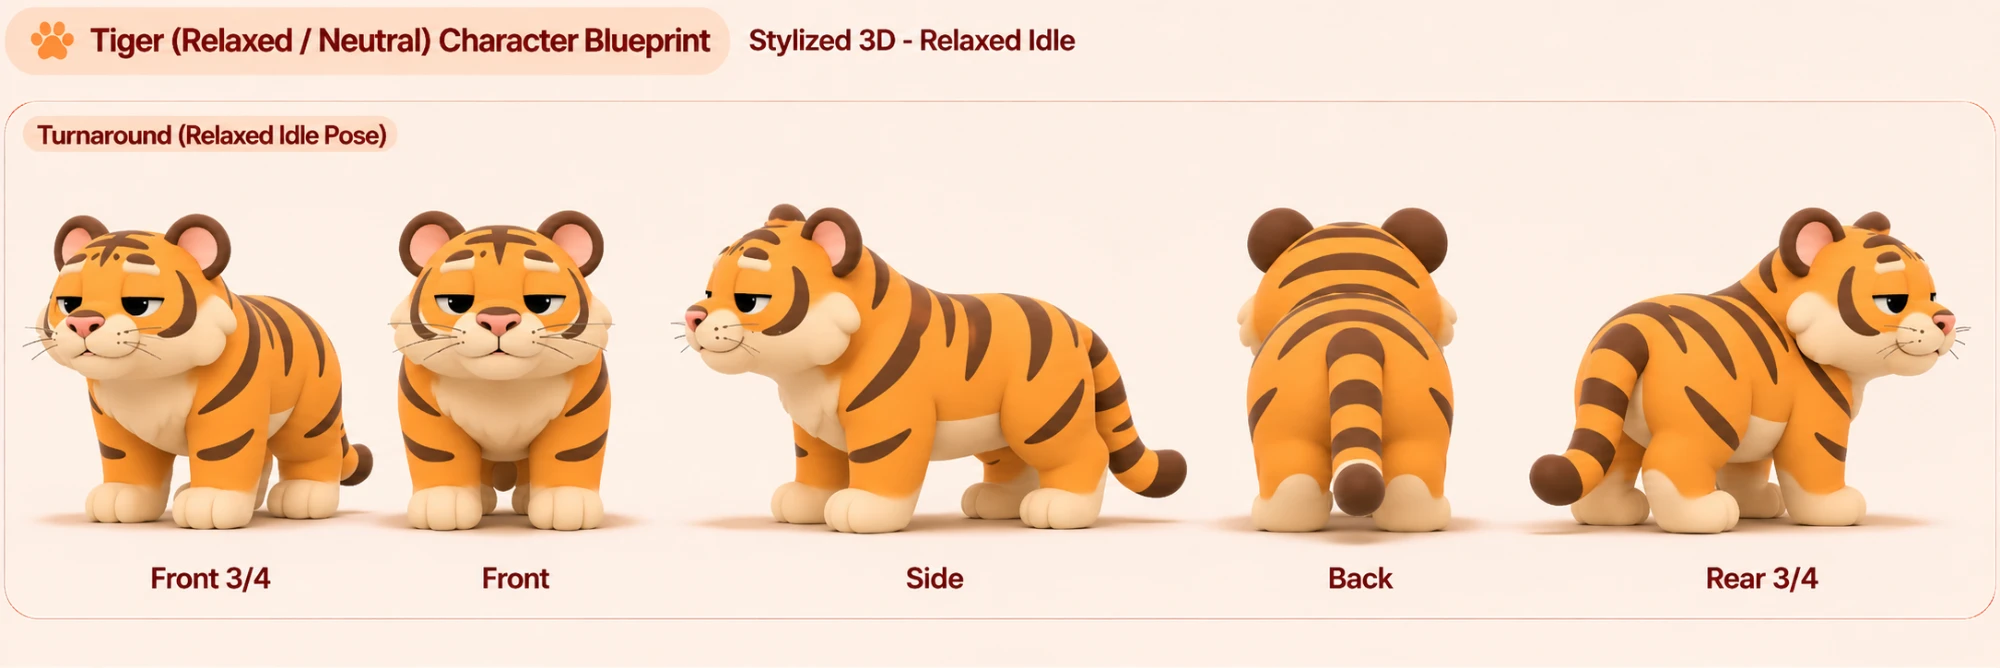 Tiger (Relaxed / Neutral) Character Blueprint
Stylized 3D - Relaxed Idle
Turnaround (Relaxed Idle Pose)
Front 3/4
Front
Side
Back
Rear 3/4